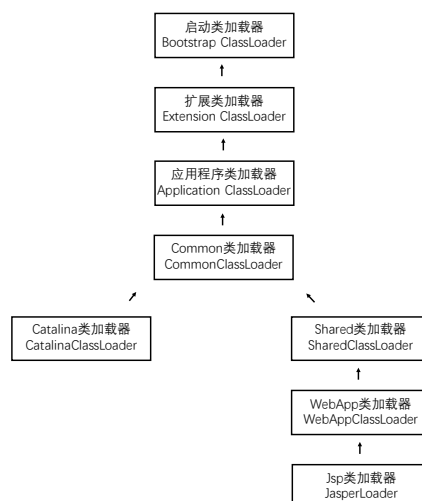 启动类加载器
Bootstrap ClassLoader
扩展类加载器
Extension ClassLoader
应用程序类加载器
Application ClassLoader
Common类加载器
CommonClassLoader
Catalina类加载器
CatalinaClassLoader
Shared类加载器
SharedClassLoader
WebApp类加载器
WebAppClassLoader
Jsp类加载器
JasperLoader